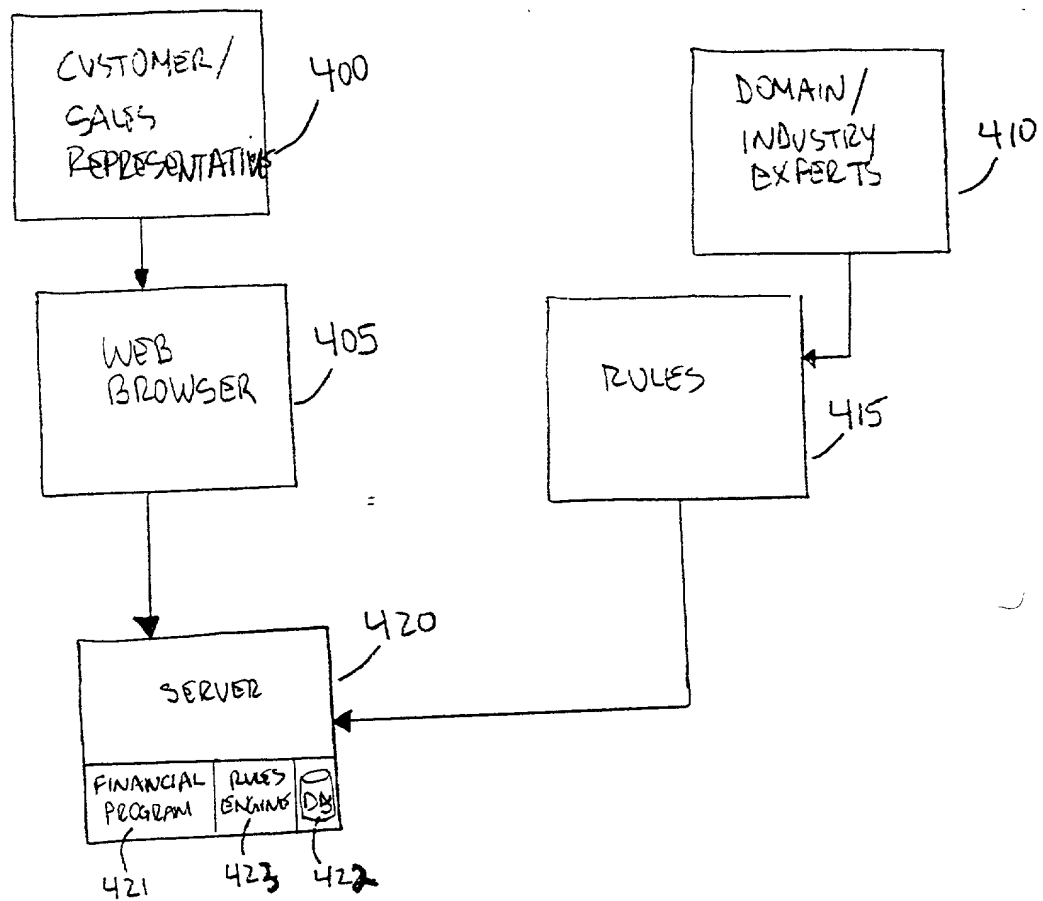 CUSTOMER/
SALES
REPRESENTATIVE
400
DOMAIN/
INDUSTRY
EXPERTS
410
WEB
BROWSER
405
RULES
415
420
SERVER
FINANCIAL
PROGRAM
RULES
ENGINE
DB
421
423
422